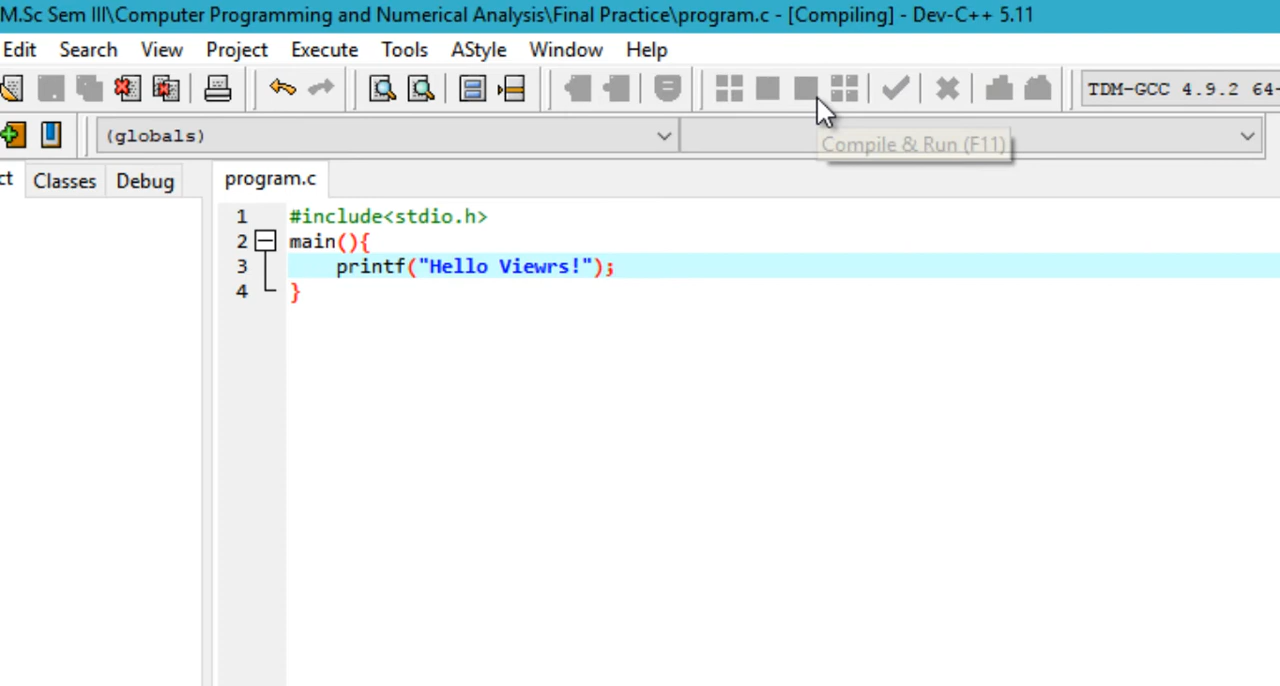 M.Sc Sem III\Computer Programming and Numerical Analysis\Final Practice\program.c - [Compiling] - Dev-C++ 5.11
Edit Search View Project Execute Tools AStyle Window Help
TDM-GCC 4.9.2 64-
(globals)
Compile & Run (F11)
ct Classes Debug program.c
1 #include<stdio.h>
2 main(){
3 printf("Hello Viewrs!");
4 }